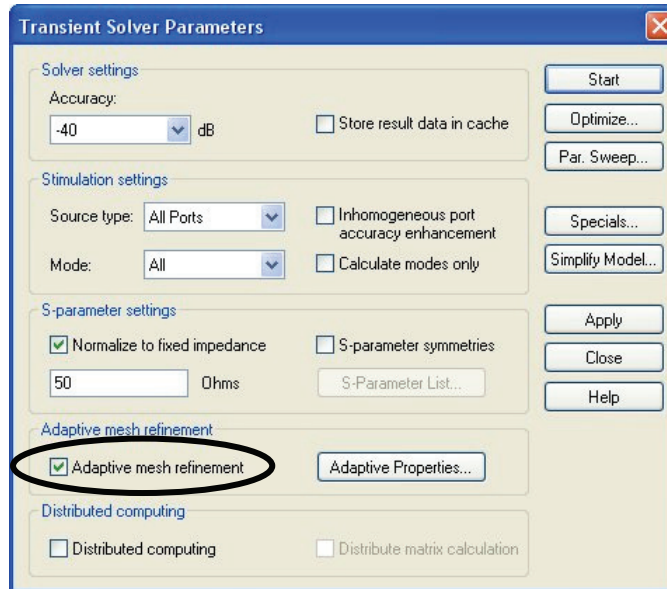 Transient Solver Parameters
Solver settings
Accuracy:
-40 dB
Store result data in cache
Stimulation settings
Source type: All Ports
Inhomogeneous port
accuracy enhancement
Mode: All
Calculate modes only
S-parameter settings
Normalize to fixed impedance
S-parameter symmetries
50 Ohms
S-Parameter List...
Adaptive mesh refinement
Adaptive mesh refinement
Adaptive Properties...
Distributed computing
Distributed computing
Distribute matrix calculation
Start
Optimize...
Par. Sweep...
Specials...
Simplify Model...
Apply
Close
Help